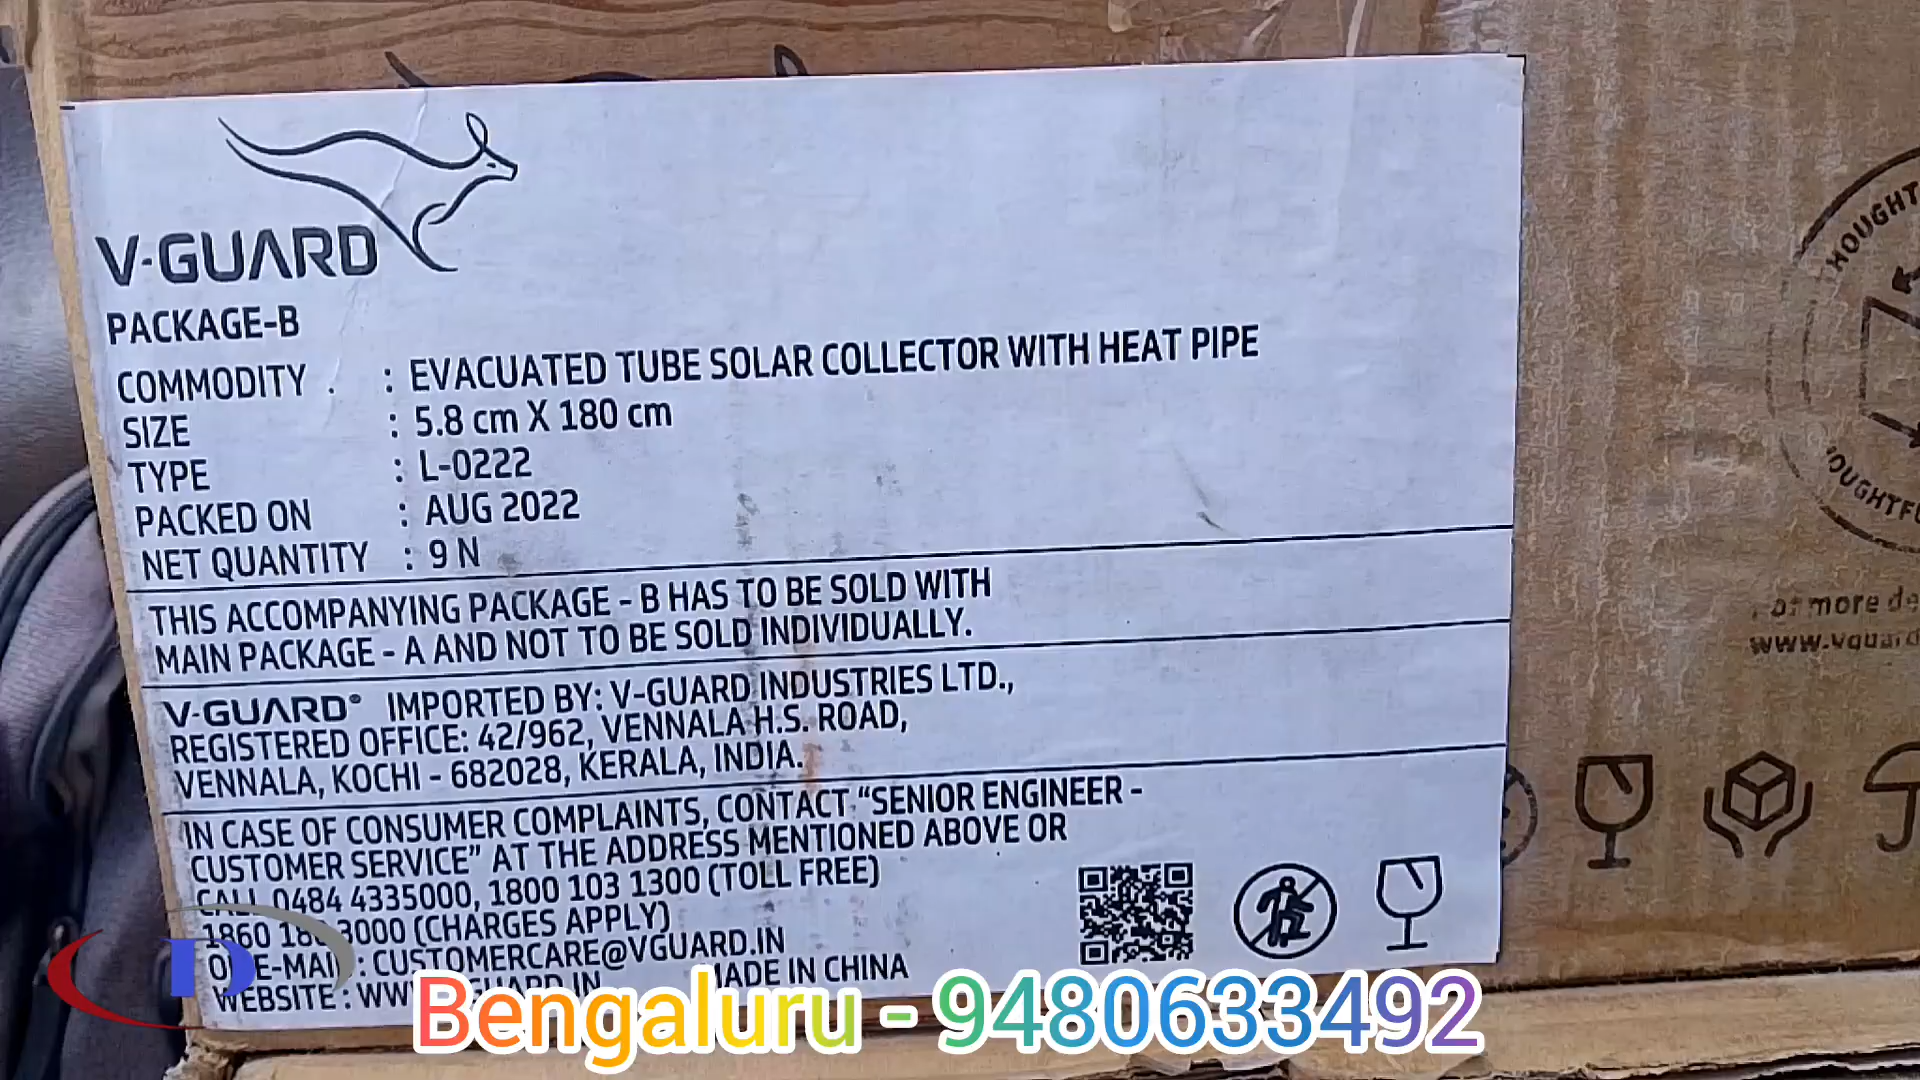 V-GUARD
PACKAGE-B
COMMODITY . : EVACUATED TUBE SOLAR COLLECTOR WITH HEAT PIPE
SIZE : 5.8 cm X 180 cm
TYPE : L-0222
PACKED ON : AUG 2022
NET QUANTITY : 9 N
THIS ACCOMPANYING PACKAGE - B HAS TO BE SOLD WITH
MAIN PACKAGE - A AND NOT TO BE SOLD INDIVIDUALLY.
V-GUARD® IMPORTED BY: V-GUARD INDUSTRIES LTD.,
REGISTERED OFFICE: 42/962, VENNALA H.S. ROAD,
VENNALA, KOCHI - 682028, KERALA, INDIA.
IN CASE OF CONSUMER COMPLAINTS, CONTACT “SENIOR ENGINEER -
CUSTOMER SERVICE” AT THE ADDRESS MENTIONED ABOVE OR
CALL 0484 4335000, 1800 103 1300 (TOLL FREE)
1860 3000 (CHARGES APPLY)
E-MAIL : CUSTOMERCARE@VGUARD.IN
WEBSITE : MADE IN CHINA
more
D
Bengaluru - 9480633492